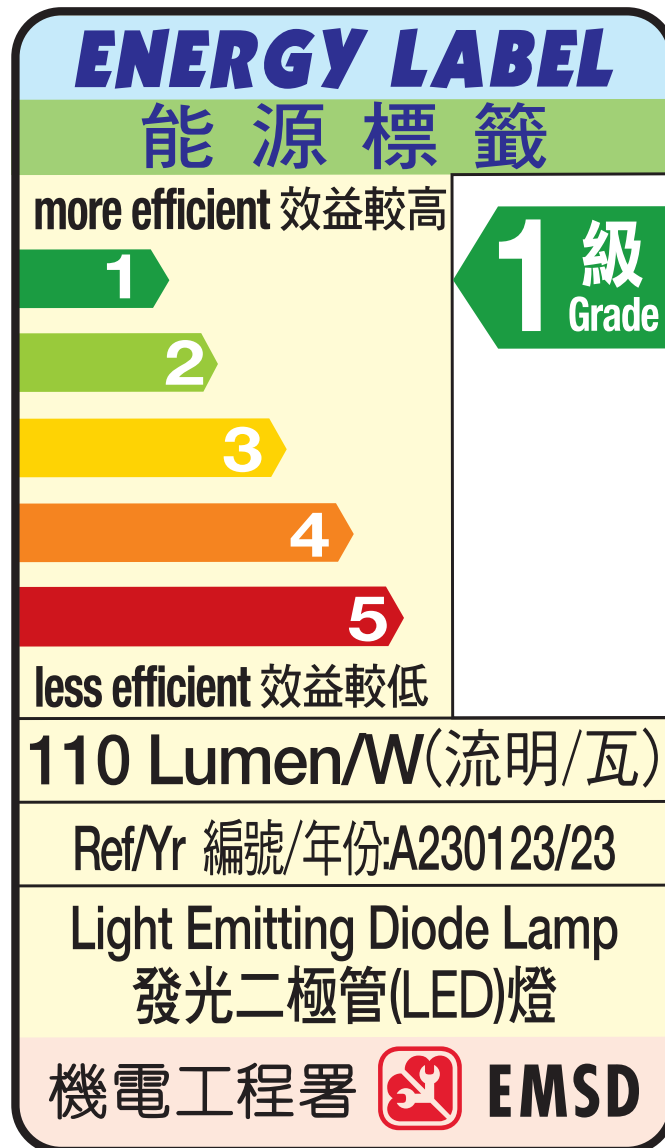 ENERGY LABEL
能源標籤
more efficient 效益較高
1
2
3
4
5
less efficient 效益較低
1 級
Grade
110 Lumen/W(流明/瓦)
Ref/Yr 編號/年份:A230123/23
Light Emitting Diode Lamp
發光二極管(LED)燈
機電工程署 EMSD